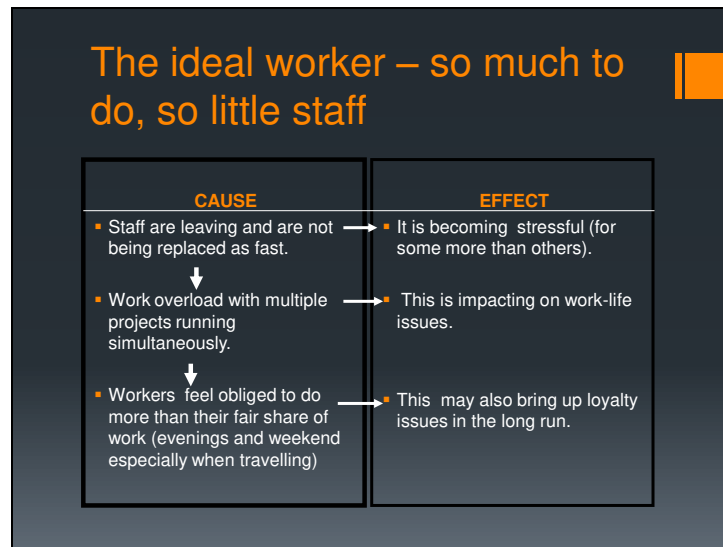 The ideal worker – so much to
do, so little staff
CAUSE
▪ Staff are leaving and are not
being replaced as fast.
▪ Work overload with multiple
projects running
simultaneously.
▪ Workers feel obliged to do
more than their fair share of
work (evenings and weekend
especially when travelling)
EFFECT
▪ It is becoming stressful (for
some more than others).
▪ This is impacting on work-life
issues.
▪ This may also bring up loyalty
issues in the long run.